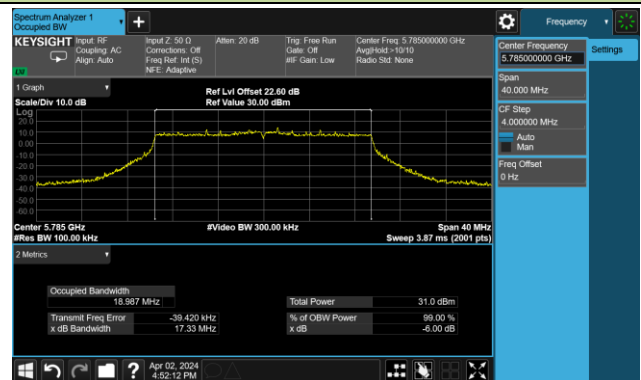 Spectrum Analyzer 1
Occupied BW
Frequency
KEYSIGHT Input: RF Input Z: 50 Ω Atten: 20 dB Trig: Free Run Center Freq: 5.785000000 GHz
Coupling: AC Corrections: Off Gate: Off Avg|Hold:>10/10
Align: Auto Freq Ref: Int (S) #IF Gain: Low Radio Std: None
NFE: Adaptive
Center Frequency
5.785000000 GHz
Settings
Span
40.000 MHz
CF Step
4.000000 MHz
Auto
Man
Freq Offset
0 Hz
1 Graph
Ref Lvl Offset 22.60 dB
Scale/Div 10.0 dB Ref Value 30.00 dBm
Log
20.0
10.0
0.00
-10.0
-20.0
-30.0
-40.0
-50.0
-60.0
Center 5.785 GHz #Video BW 300.00 kHz Span 40 MHz
#Res BW 100.00 kHz Sweep 3.87 ms (2001 pts)
2 Metrics
Occupied Bandwidth
18.987 MHz Total Power 31.0 dBm
Transmit Freq Error -39.420 kHz % of OBW Power 99.00 %
x dB Bandwidth 17.33 MHz x dB -6.00 dB
Apr 02, 2024
4:52:12 PM